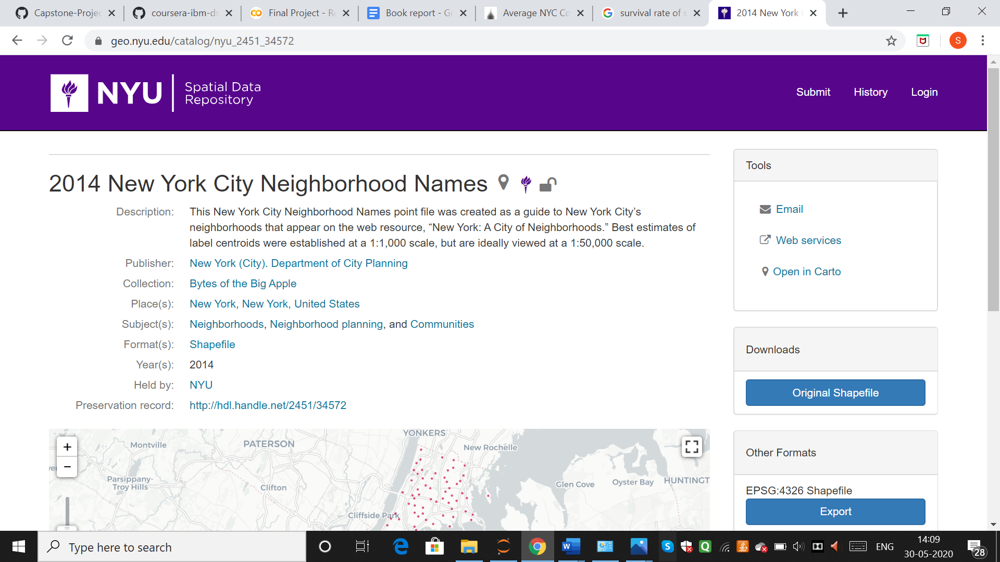 Capstone-Projec
coursera-ibm-ds
Final Project - Re
Book report - Go
Average NYC Co
survival rate of s
2014 New York C
geo.nyu.edu/catalog/nyu_2451_34572
S
NYU
Spatial Data
Repository
Submit
History
Login
2014 New York City Neighborhood Names
Description: This New York City Neighborhood Names point file was created as a guide to New York City’s
neighborhoods that appear on the web resource, “New York: A City of Neighborhoods.” Best estimates of
label centroids were established at a 1:1,000 scale, but are ideally viewed at a 1:50,000 scale.
Publisher: New York (City). Department of City Planning
Collection: Bytes of the Big Apple
Place(s): New York, New York, United States
Subject(s): Neighborhoods, Neighborhood planning, and Communities
Format(s): Shapefile
Year(s): 2014
Held by: NYU
Preservation record: http://hdl.handle.net/2451/34572
Tools
Email
Web services
Open in Carto
Downloads
Original Shapefile
Other Formats
EPSG:4326 Shapefile
Export
+
−
YONKERS
Montville
PATERSON
New Rochelle
Parsippany-
Troy Hills
Clifton
Glen Cove
Oyster Bay
HUNTINGT
Cliffside Park
Type here to search
ENG
14:09
30-05-2020
28